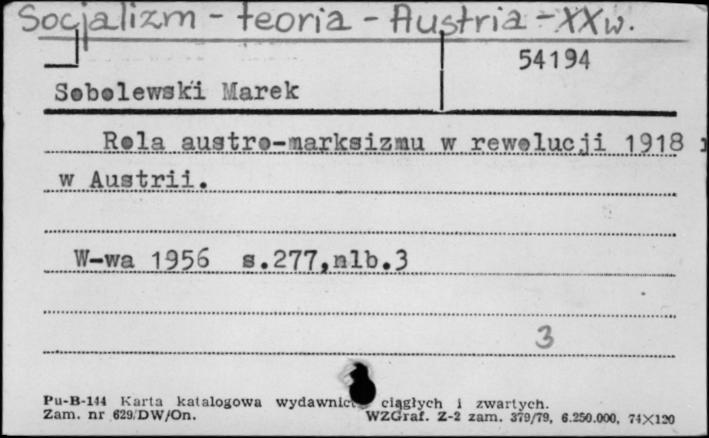 Socjalizm - teoria - Austria - XX w.
54194
Sobolewski Marek
Rola austro-marksizmu w rewolucji 1918 r
w Austrii.
W-wa 1956 s.277,nlb.3
3
Pu-B-144 Karta katalogowa wydawnict ciągłych i zwartych.
Zam. nr 629/DW/On. WZGraf. Z-2 zam. 379/79, 6.250.000, 74X120